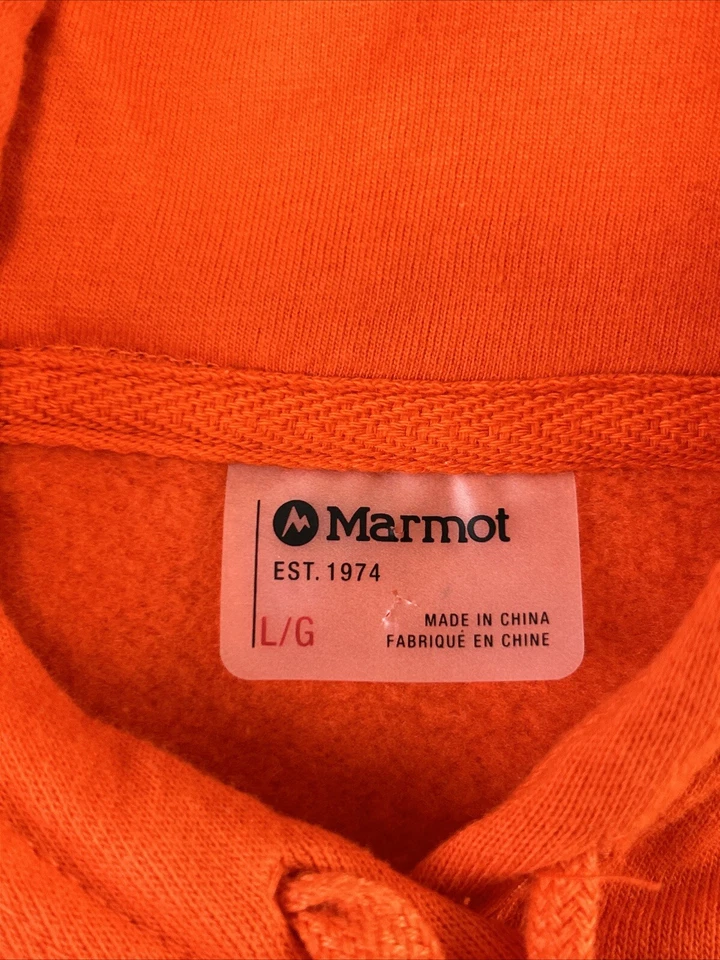 Marmot
EST. 1974
L/G
MADE IN CHINA
FABRIQUÉ EN CHINE